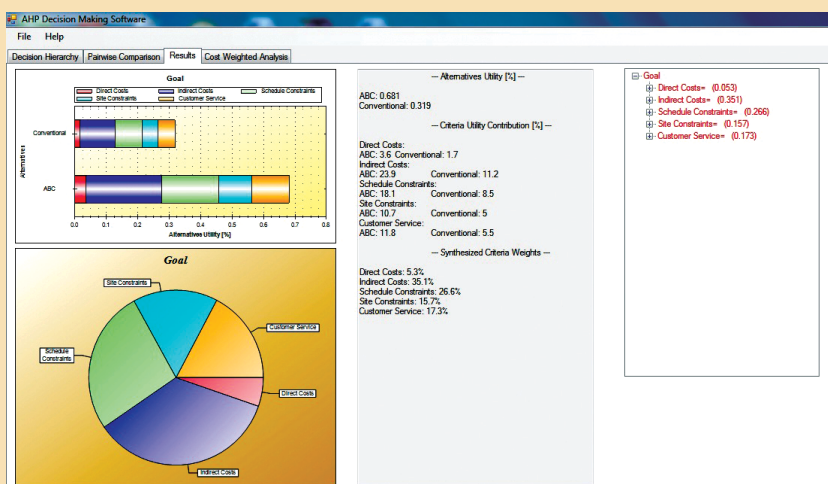 AHP Decision Making Software
File Help
Decision Hierarchy Pairwise Comparison Results Cost Weighted Analysis
Goal
Direct Costs Indirect Costs Schedule Constraints
Site Constraints Customer Service
Alternatives
Conventional
ABC
0.0 0.1 0.2 0.3 0.4 0.5 0.6 0.7 0.8
Alternatives Utility [%]
Goal
Site Constraints
Customer Service
Schedule
Constraints
Direct Costs
Indirect Costs
--- Alternatives Utility [%] ---
ABC: 0.681
Conventional: 0.319
--- Criteria Utility Contribution [%] ---
Direct Costs:
ABC: 3.6 Conventional: 1.7
Indirect Costs:
ABC: 23.9 Conventional: 11.2
Schedule Constraints:
ABC: 18.1 Conventional: 8.5
Site Constraints:
ABC: 10.7 Conventional: 5
Customer Service:
ABC: 11.8 Conventional: 5.5
--- Synthesized Criteria Weights ---
Direct Costs: 5.3%
Indirect Costs: 35.1%
Schedule Constraints: 26.6%
Site Constraints: 15.7%
Customer Service: 17.3%
Goal
Direct Costs= (0.053)
Indirect Costs= (0.351)
Schedule Constraints= (0.266)
Site Constraints= (0.157)
Customer Service= (0.173)